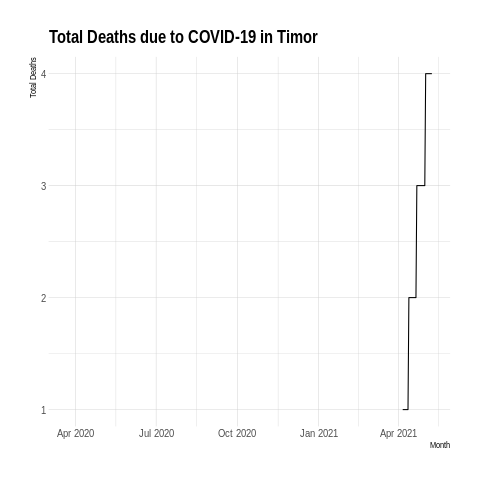 Total Deaths due to COVID-19 in Timor
Total Deaths
4
3
2
1
Apr 2020 Jul 2020 Oct 2020 Jan 2021 Apr 2021
Month